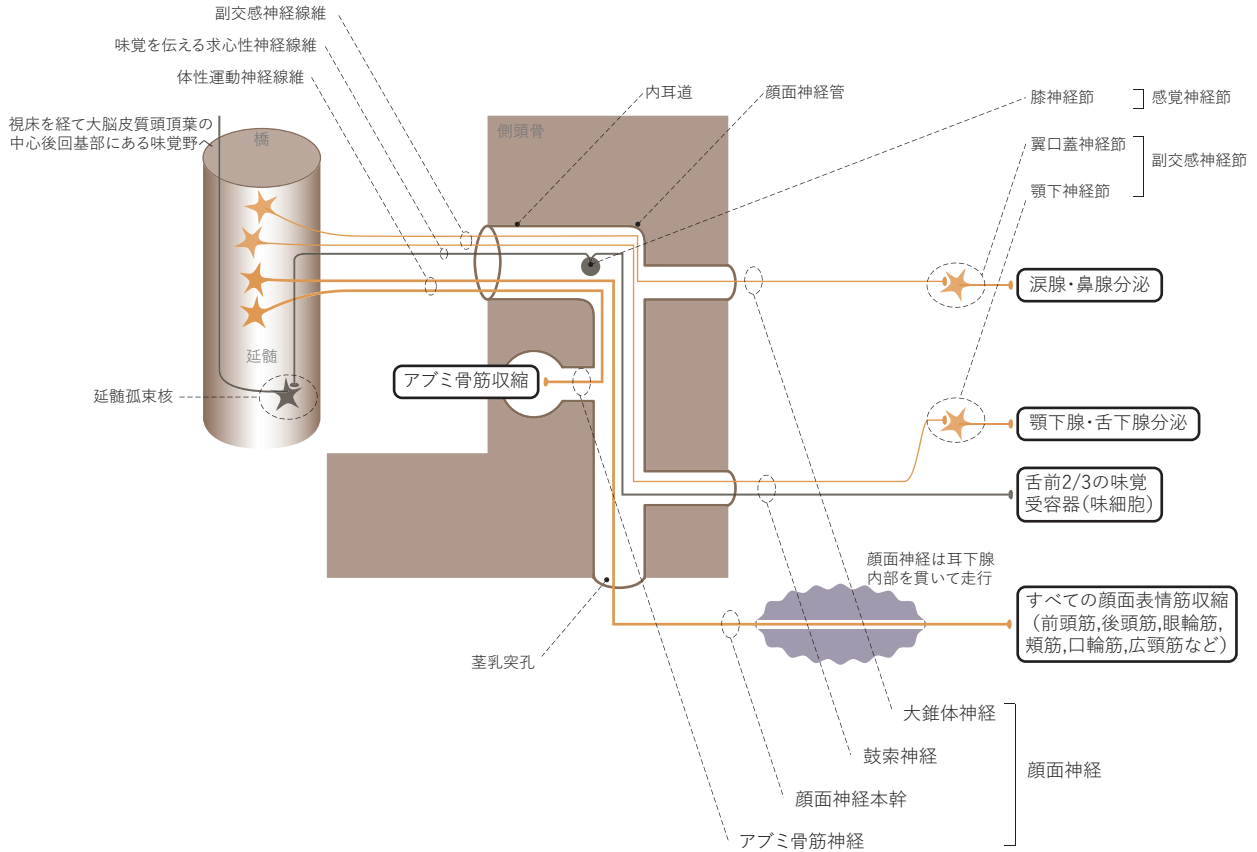 副交感神経線維
味覚を伝える求心性神経線維
体性運動神経線維
視床を経て大脳皮質頭頂葉の
中心後回基部にある味覚野へ
橋
延髄
延髄孤束核
内耳道
顔面神経管
側頭骨
膝神経節
感覚神経節
翼口蓋神経節
顎下神経節
副交感神経節
涙腺・鼻腺分泌
アブミ骨筋収縮
顎下腺・舌下腺分泌
舌前2/3の味覚
受容器(味細胞)
顔面神経は耳下腺
内部を貫いて走行
すべての顔面表情筋収縮
(前頭筋,後頭筋,眼輪筋,
頬筋,口輪筋,広頸筋など)
茎乳突孔
大錐体神経
鼓索神経
顔面神経本幹
アブミ骨筋神経
顔面神経